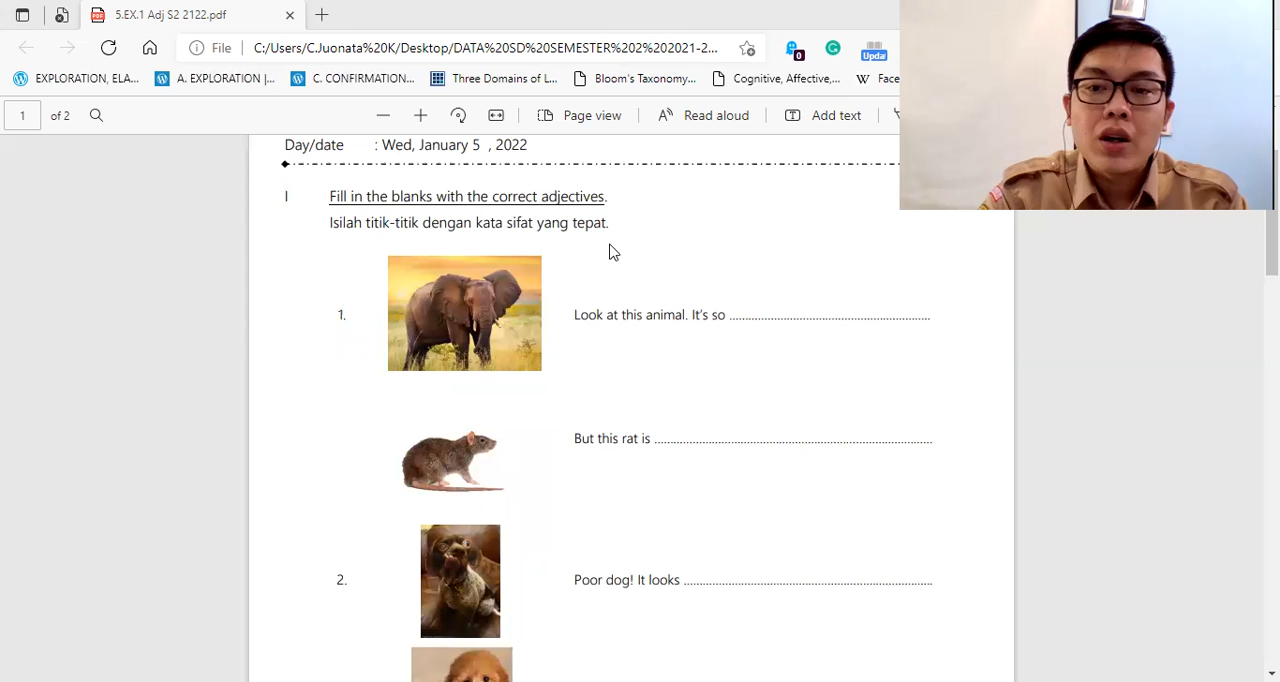 5.EX.1 Adj S2 2122.pdf
File C:/Users/C.Juonata%20K/Desktop/DATA%20SD%20SEMESTER%202%202021-2...
0
Upda
EXPLORATION, ELA...
A. EXPLORATION |...
C. CONFIRMATION...
Three Domains of L...
Bloom's Taxonomy...
Cognitive, Affective,...
W Face
1 of 2
Page view
Read aloud
Add text
Day/date : Wed, January 5 , 2022
I Fill in the blanks with the correct adjectives.
Isilah titik-titik dengan kata sifat yang tepat.
1. Look at this animal. It's so ....................................................................
But this rat is ..............................................................................................
2. Poor dog! It looks ....................................................................................